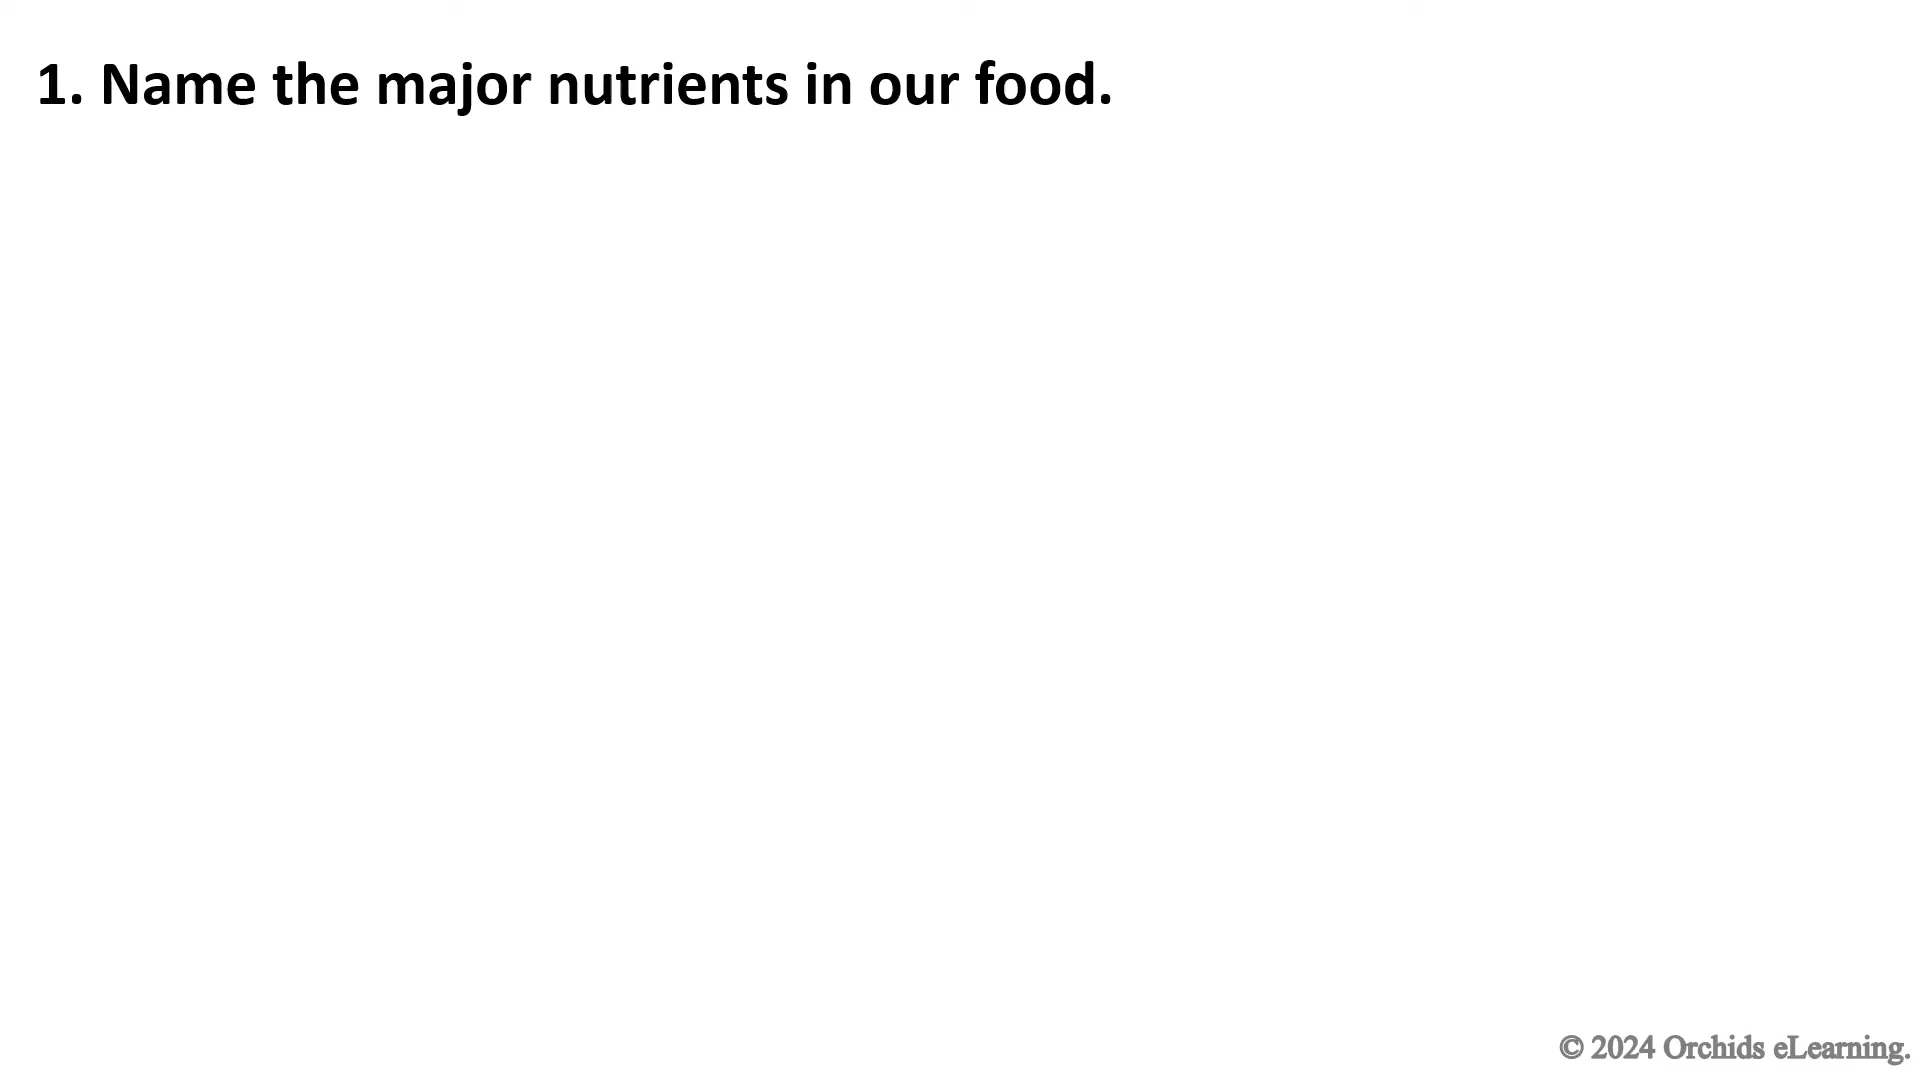 1. Name the major nutrients in our food.
© 2024 Orchids eLearning.